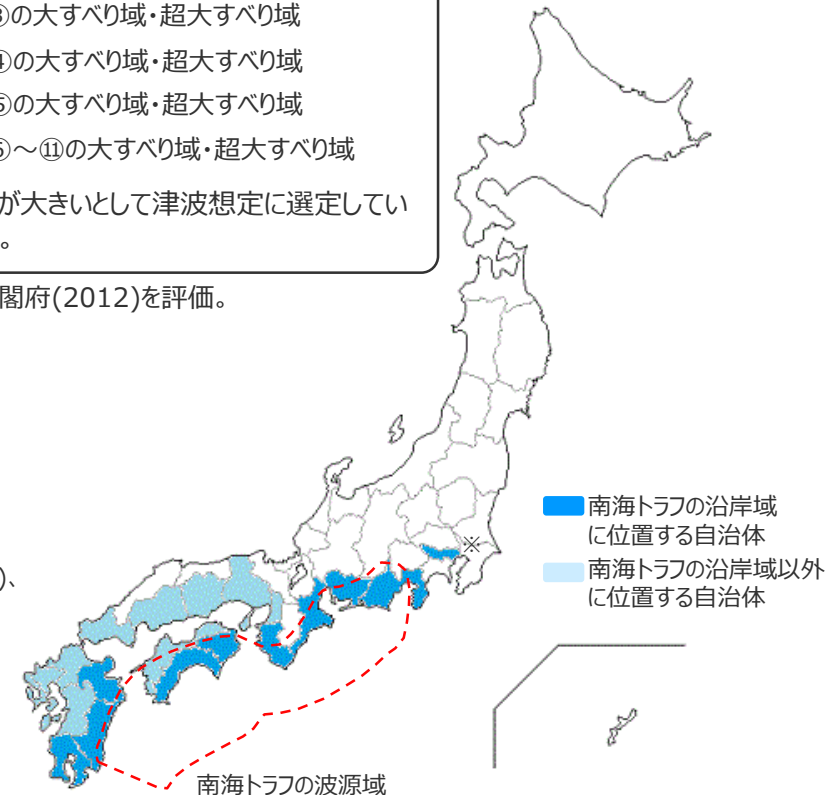 ③の大すべり域・超大すべり域
④の大すべり域・超大すべり域
⑤の大すべり域・超大すべり域
⑥～⑪の大すべり域・超大すべり域
が大きいとして津波想定に選定してい
。
閣府(2012)を評価。
※
南海トラフの沿岸域
に位置する自治体
南海トラフの沿岸域以外
に位置する自治体
)、
南海トラフの波源域